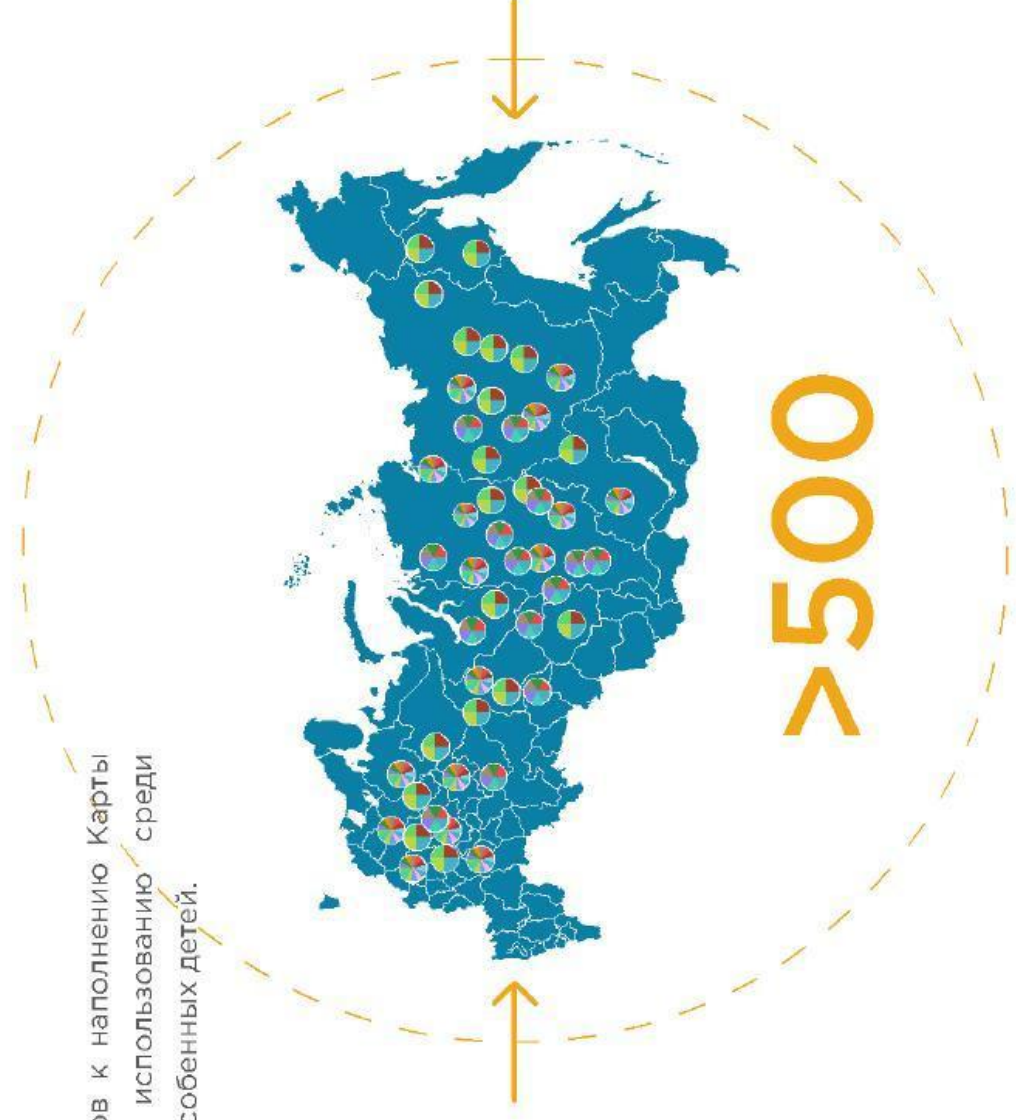 ов к наполнению Карты
использованию среди
собенных детей.
>500